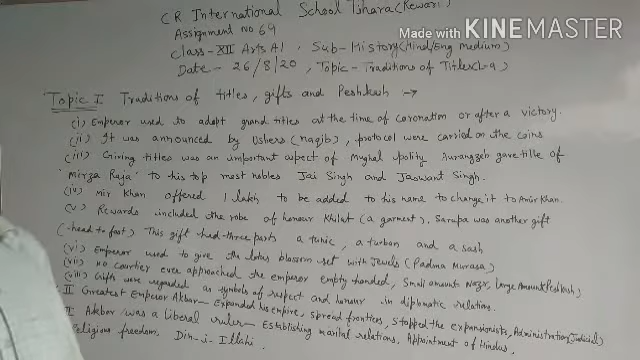 CR International School Jihara (Rewari)
Made with KINEMASTER
Assignment no 69
Class-XII Arts A1, Sub-History (Hindi/Eng medium)
Date - 26/8/20, Topic-Traditions of Titles (L-9)
Topic I Traditions of titles, gifts and Peshkash :→
(i) Emperor used to adopt grand titles at the time of coronation or after a victory.
(ii) It was announced by Ushers (naqib), protocol were carried on the coins
(iii) Giving titles was an important aspect of Mughal Polity Aurangzeb gave title of
'Mirza Raja' to his top most nobles Jai Singh and Jaswant Singh.
(iv) Mir Khan offered 1 lakh to be added to his name to change it to Amir Khan.
(v) Rewards included the robe of honour Khilat (a garment), Sarapa was another gift
(head to foot) This gift had three parts a tunic, a turban and a sash
(vi) Emperor used to give the lotus blossom set with Jewels (Padma Murasa)
(vii) no courtier ever approached the emperor empty handed, Small amount Nazr, Large Amount Peshkash)
(viii) Gifts were regarded as symbols of respect and honour in diplomatic relations.
II Greatest Emperor Akbar - Expanded his empire, spread frontiers, stopped the expansionists, Administration, Judicial)
I Akbar was a liberal ruler - Establishing marital relations, Appointment of Hindus,
religious freedom, Din-i-Illahi.